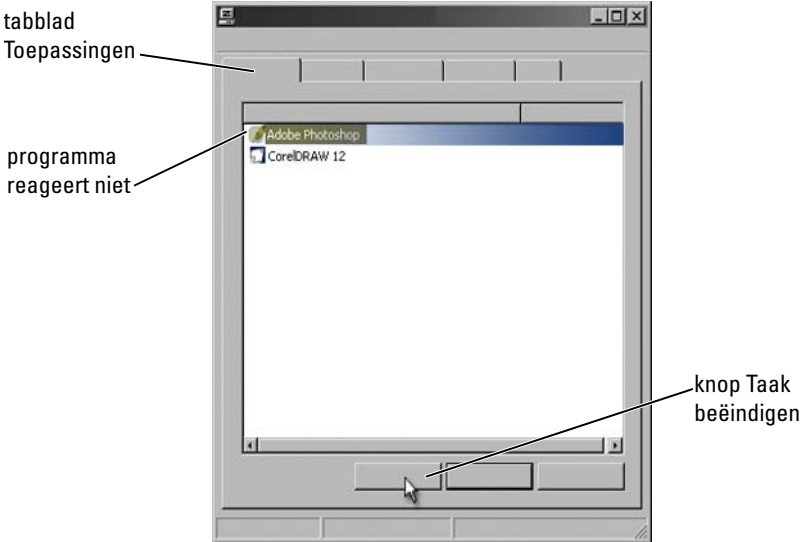 tabblad
Toepassingen
Adobe Photoshop
CorelDRAW 12
programma
reageert niet
knop Taak
beëindigen